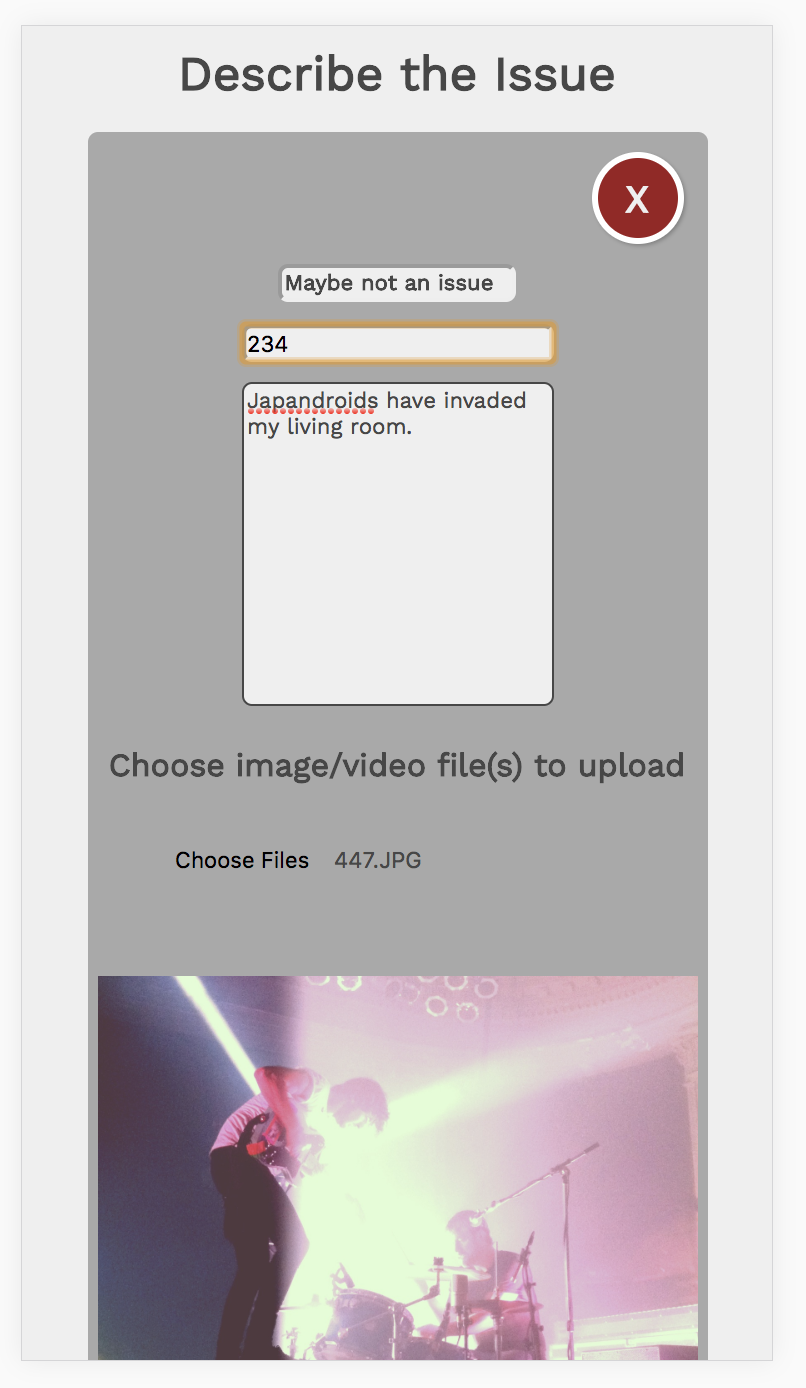 Describe the Issue
X
Maybe not an issue
234
Japandroids have invaded
my living room.
Choose image/video file(s) to upload
Choose Files 447.JPG